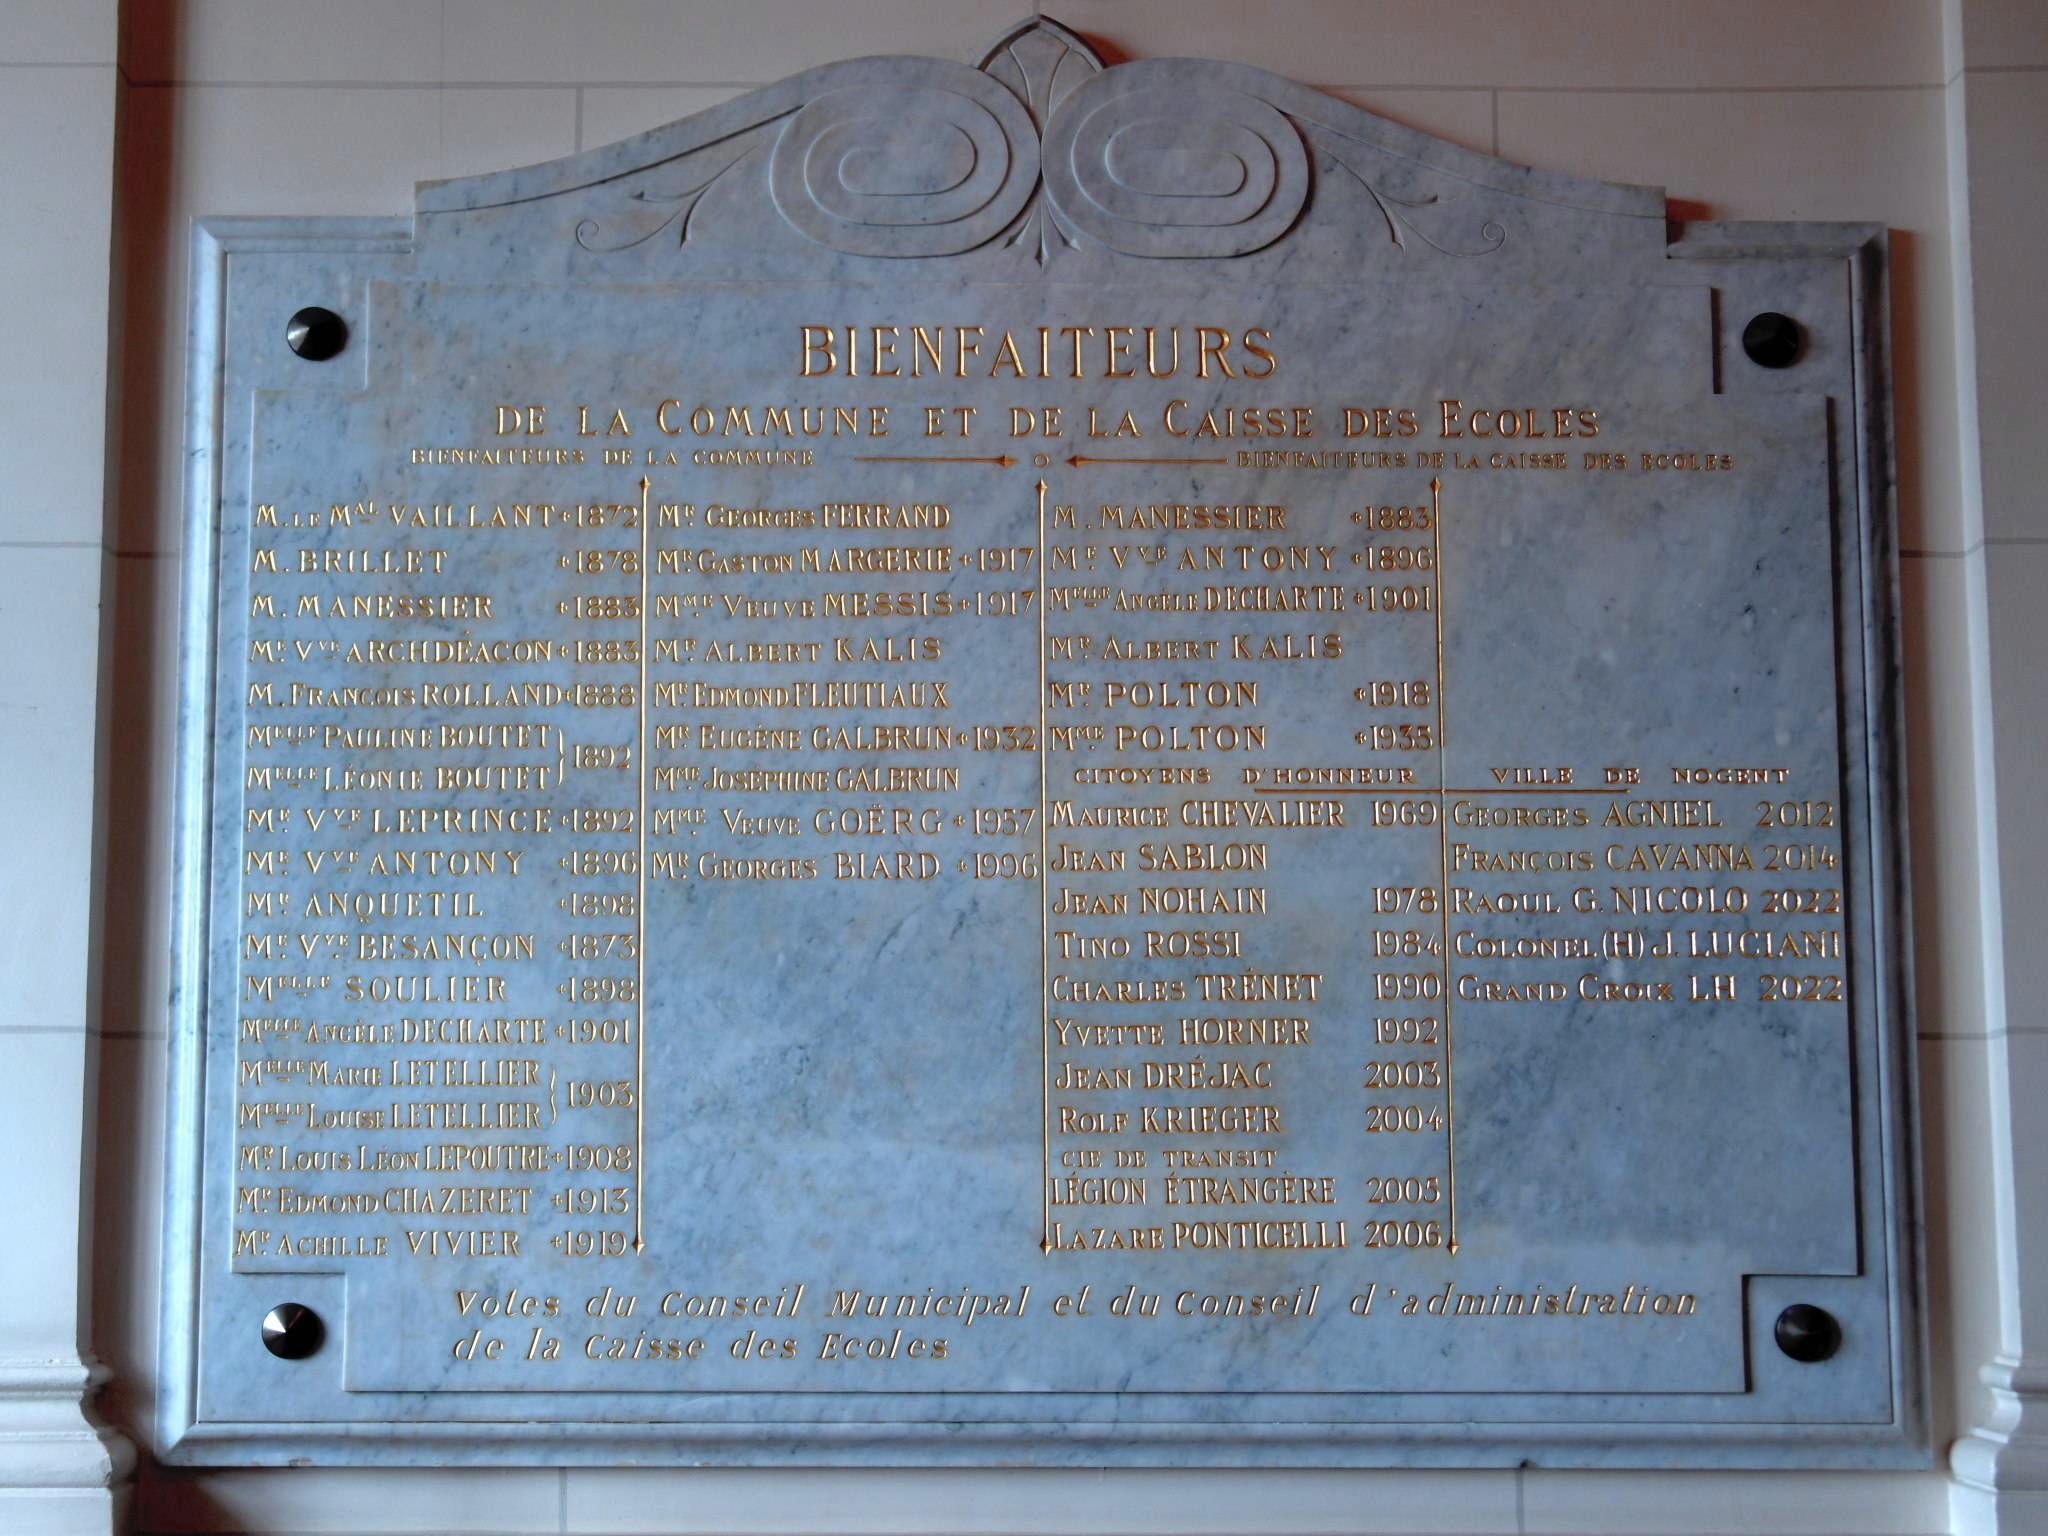 BIENFAITEURS
DE LA COMMUNE ET DE LA CAISSE DES ECOLES
BIENFAITEURS DE LA COMMUNE
BIENFAITEURS DE LA CAISSE DES ECOLES
M. LE MAL VAILLANT + 1872
M. BRILLET + 1878
M. MANESSIER + 1883
ME VVE ARCHDÉACON + 1883
M. FRANÇOIS ROLLAND + 1888
MELLE PAULINE BOUTET
MELLE LÉONIE BOUTET
} 1892
ME VVE LEPRINCE + 1892
ME VVE ANTONY + 1896
MR ANQUETIL + 1898
ME VVE BESANÇON + 1873
MELLE SOULIER + 1898
MELLE ANGÈLE DECHARTE + 1901
MELLE MARIE LETELLIER
MELLE LOUISE LETELLIER
} 1903
MR LOUIS LÉON LEPOUTRE + 1908
MR EDMOND CHAZERET + 1913
MR ACHILLE VIVIER + 1919
MR GEORGES FERRAND
MR GASTON MARGERIE + 1917
MME VEUVE MESSIS + 1917
MR ALBERT KALIS
MR EDMOND FLEUTIAUX
MR EUGÈNE GALBRUN + 1932
MME JOSÉPHINE GALBRUN
MME VEUVE GOËRG + 1957
MR GEORGES BIARD + 1996
M. MANESSIER + 1883
ME VVE ANTONY + 1896
MELLE ANGÈLE DECHARTE + 1901
MR ALBERT KALIS
MR POLTON + 1918
MME POLTON + 1935
CITOYENS D'HONNEUR VILLE DE NOGENT
MAURICE CHEVALIER 1969
JEAN SABLON
JEAN NOHAIN 1978
TINO ROSSI 1984
CHARLES TRÉNET 1990
YVETTE HORNER 1992
JEAN DRÉJAC 2003
ROLF KRIEGER 2004
CIE DE TRANSIT
LÉGION ÉTRANGÈRE 2005
LAZARE PONTICELLI 2006
GEORGES AGNIEL 2012
FRANÇOIS CAVANNA 2014
RAOUL G. NICOLO 2022
COLONEL (H) J. LUCIANI
GRAND CROIX LH 2022
Votes du Conseil Municipal et du Conseil d'administration
de la Caisse des Ecoles